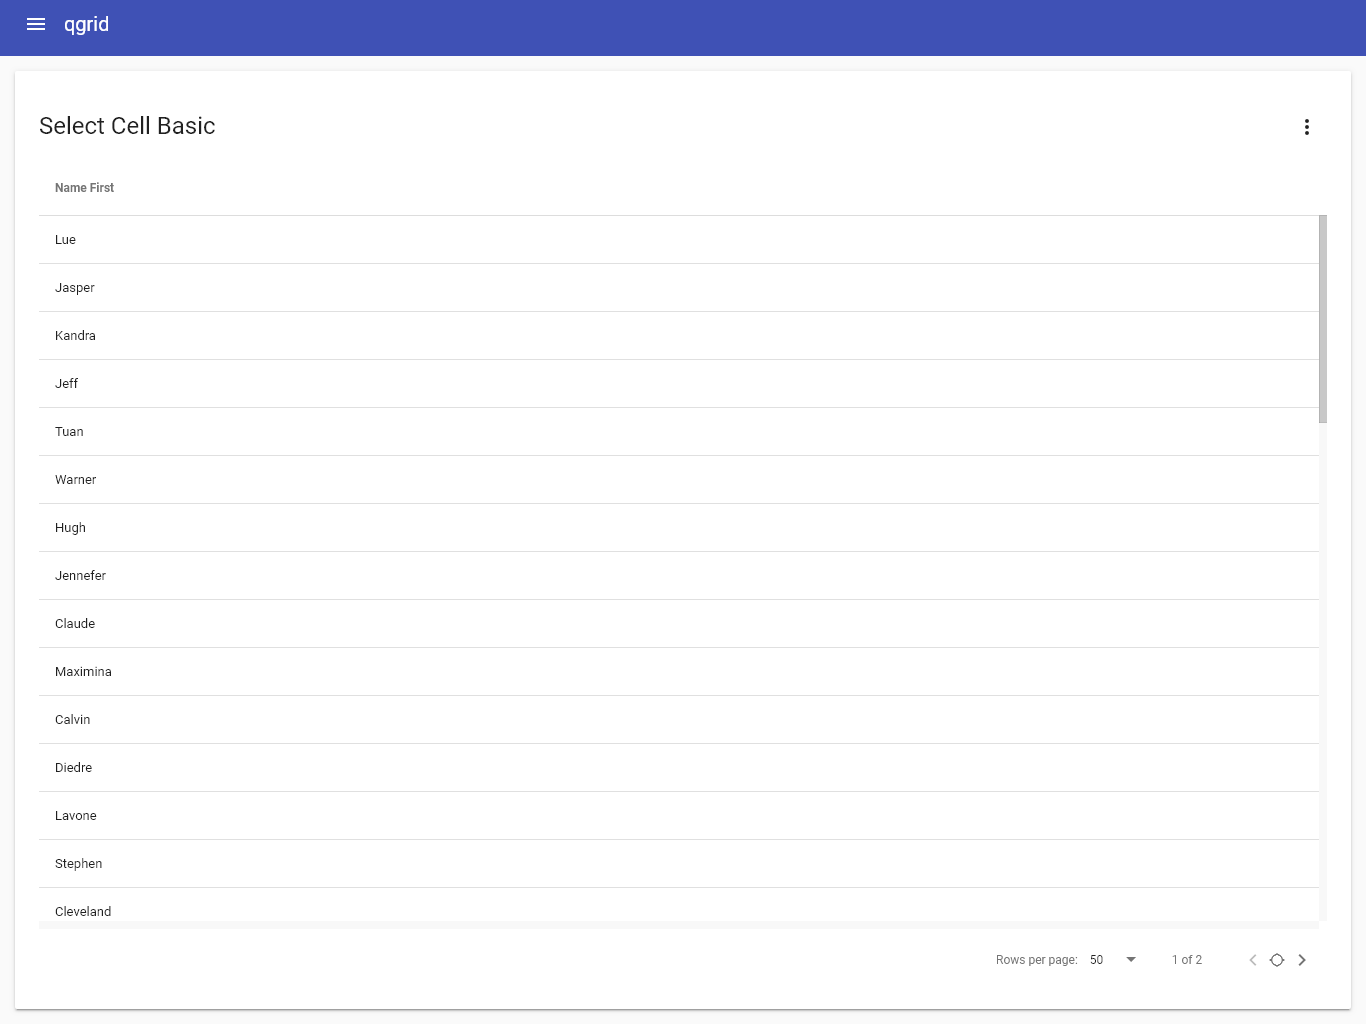 qgrid
Select Cell Basic
Name First
Lue
Jasper
Kandra
Jeff
Tuan
Warner
Hugh
Jennefer
Claude
Maximina
Calvin
Diedre
Lavone
Stephen
Cleveland
Rows per page: 50 1 of 2